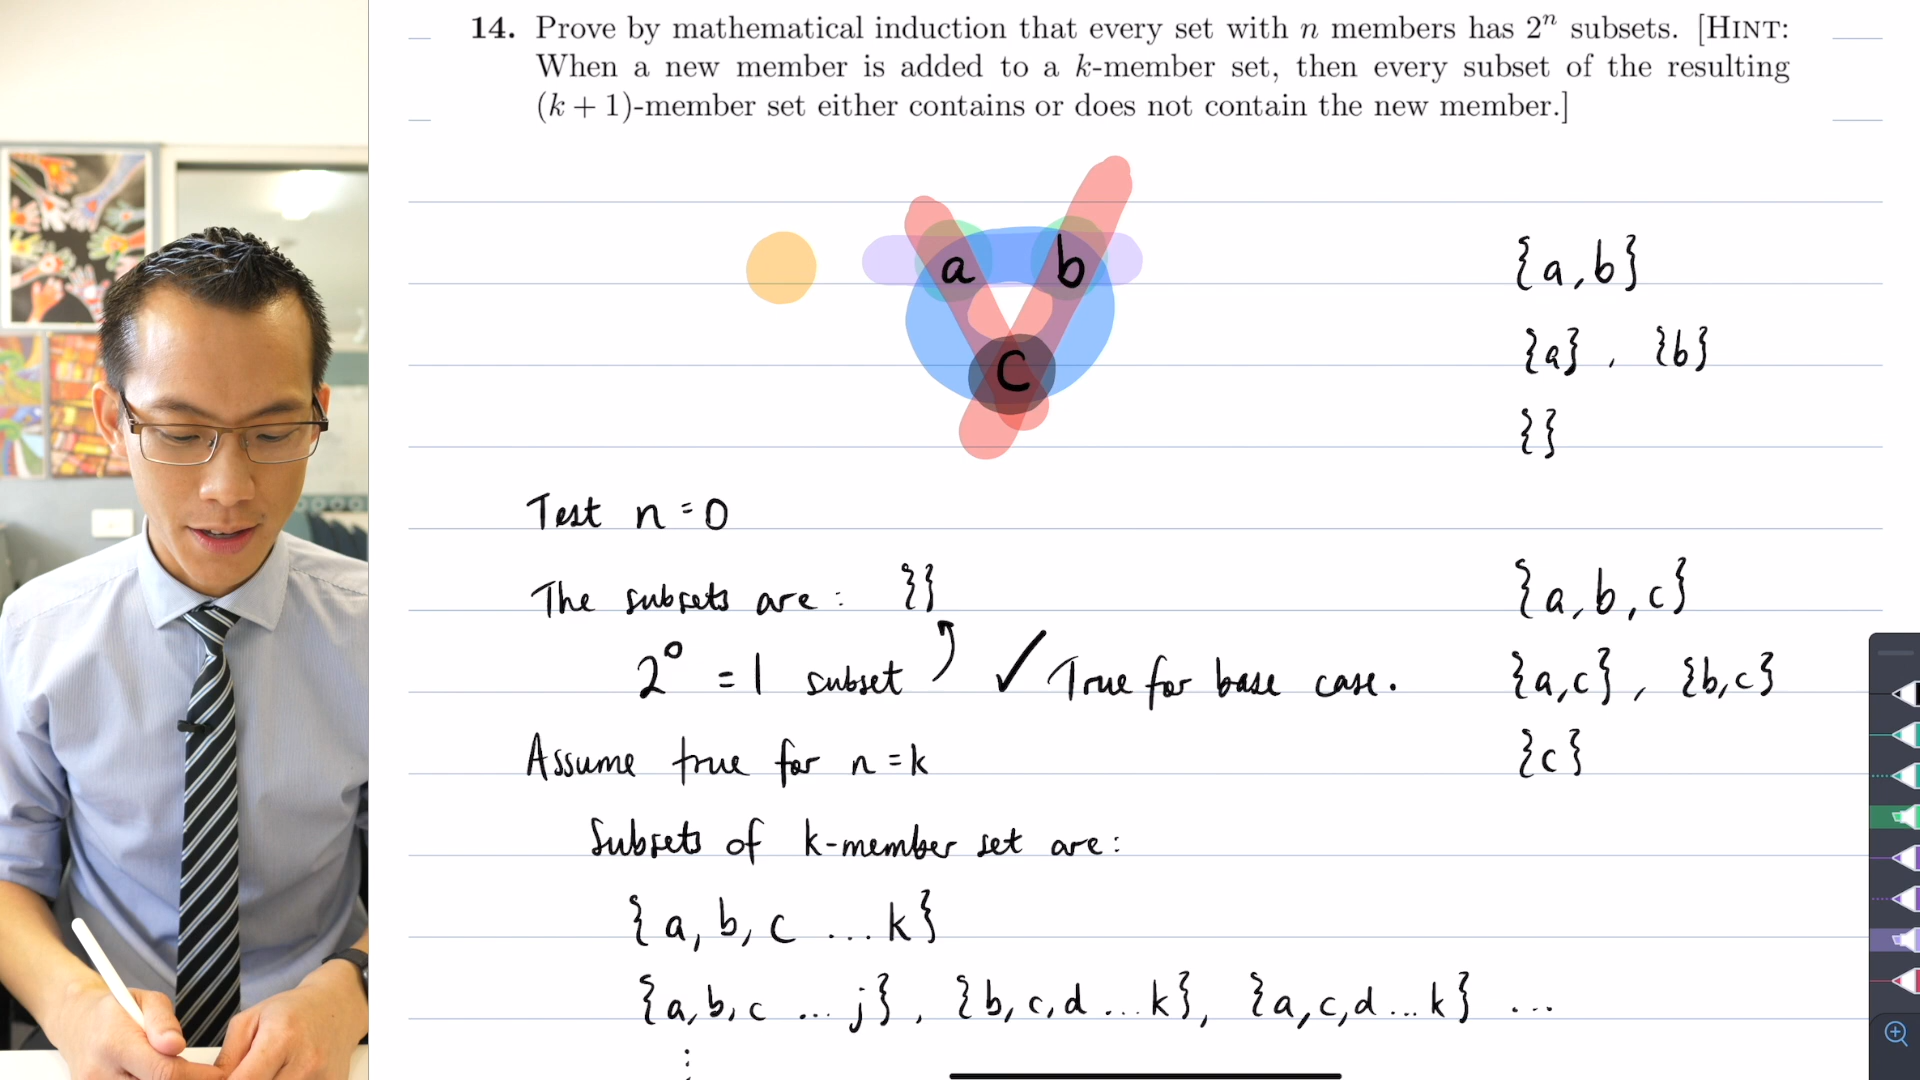 14. Prove by mathematical induction that every set with n members has 2ⁿ subsets. [HINT:
When a new member is added to a k-member set, then every subset of the resulting
(k + 1)-member set either contains or does not contain the new member.]
a b
c
{a,b}
{a} , {b}
{}
Test n = 0
The subsets are : {}
2⁰ = 1 subset ✓ True for base case.
Assume true for n = k
Subsets of k-member set are :
{a, b, c ... k}
{a, b, c ... j}, {b, c, d ... k}, {a, c, d ... k} ...
⋮
{a, b, c}
{a, c} , {b, c}
{c}